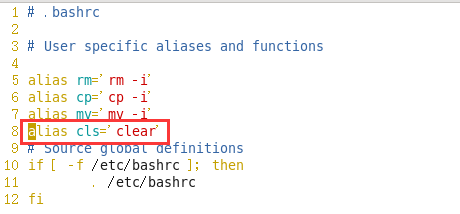 1 # .bashrc
2
3 # User specific aliases and functions
4
5 alias rm='rm -i'
6 alias cp='cp -i'
7 alias mv='mv -i'
8 alias cls='clear'
9 # Source global definitions
10 if [ -f /etc/bashrc ]; then
11         . /etc/bashrc
12 fi